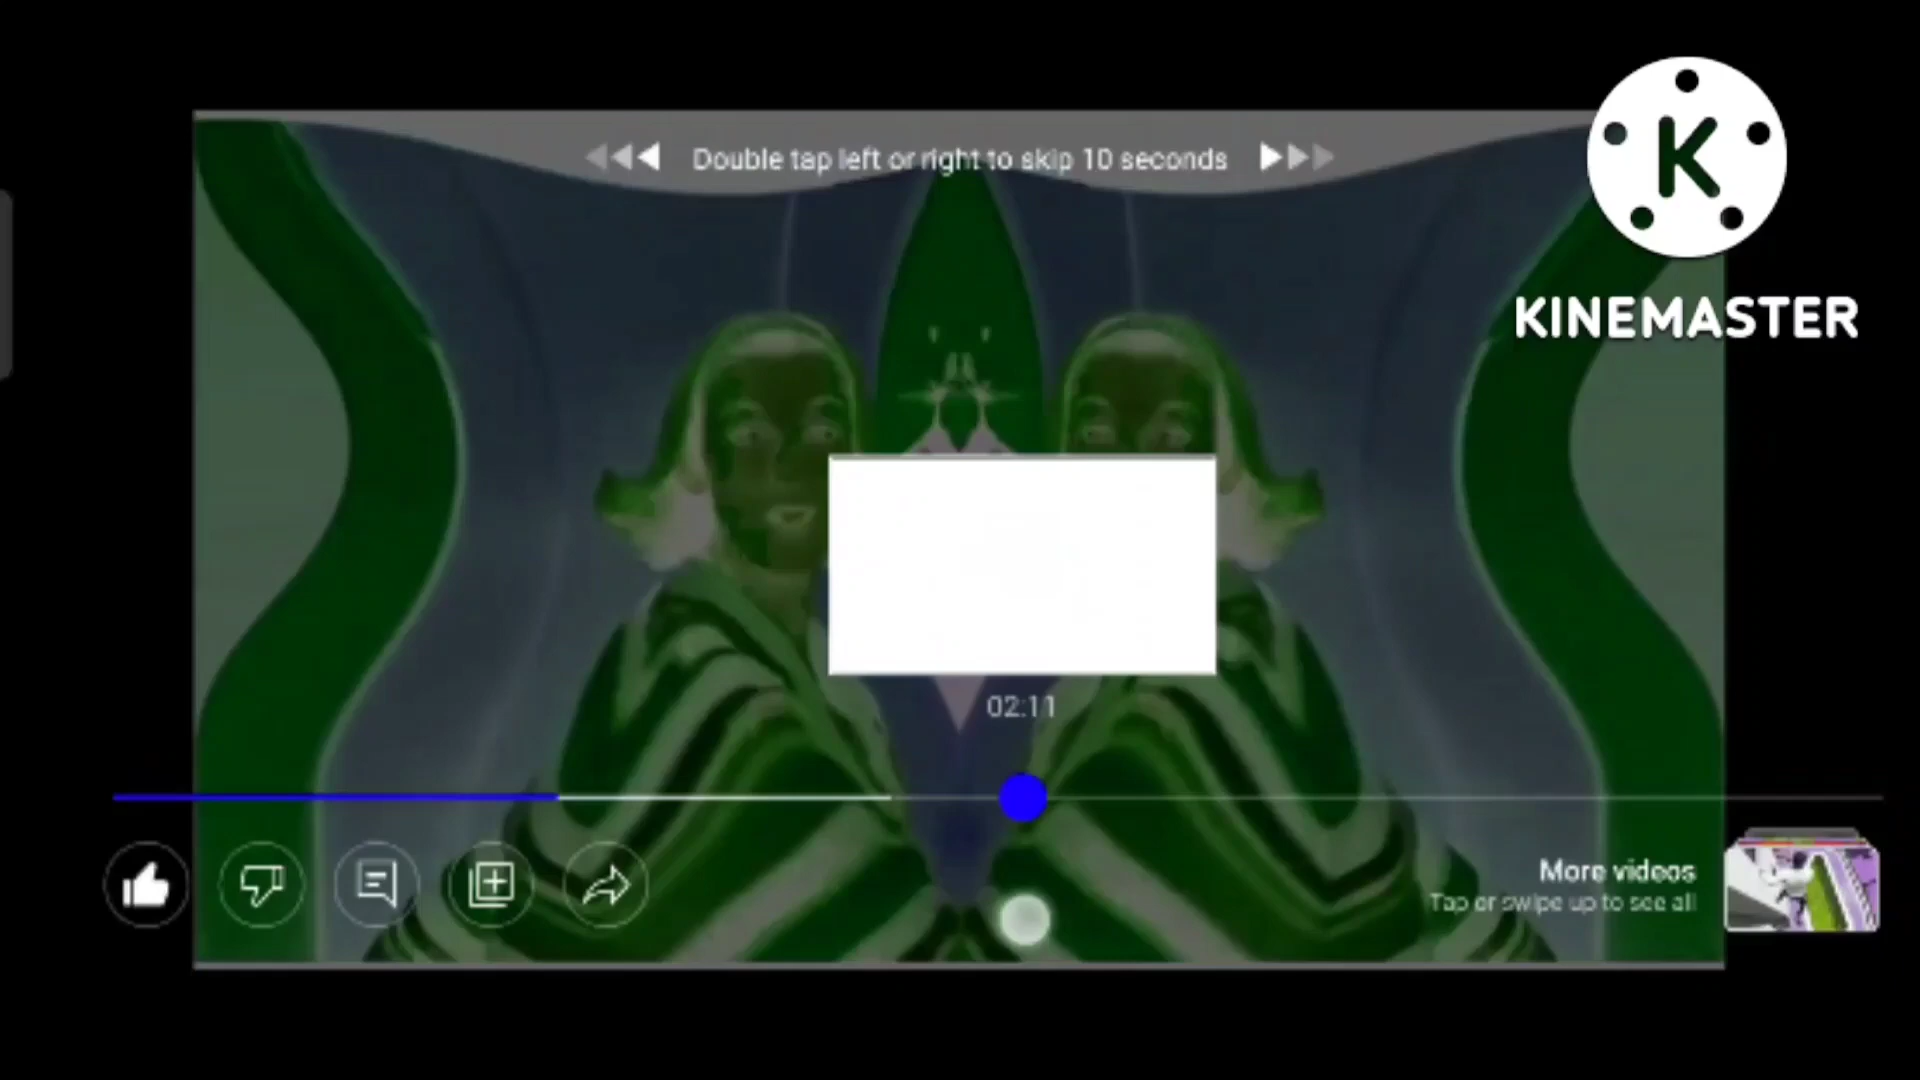 Double tap left or right to skip 10 seconds
K
KINEMASTER
02:11
More videos
Tap or swipe up to see all